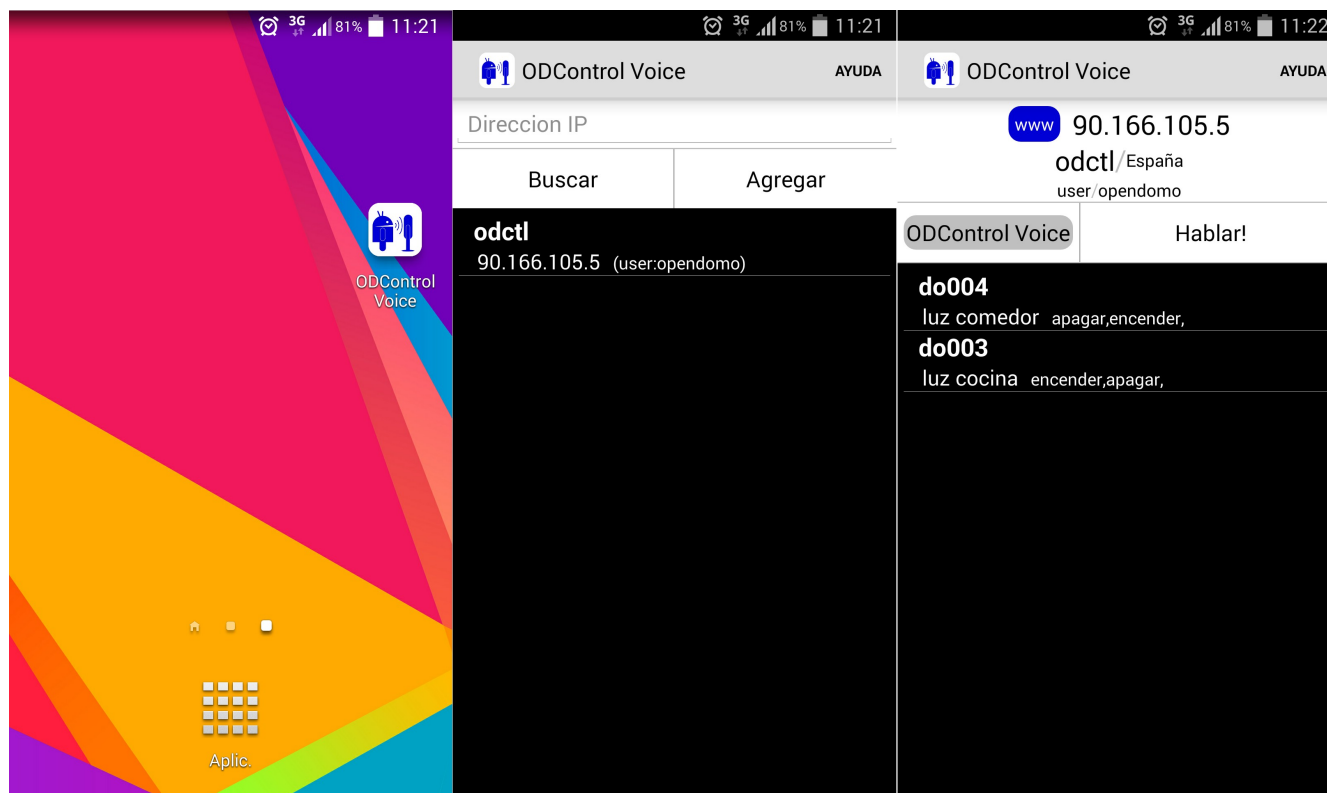 3G 81% 11:21
ODControl
Voice
Aplic.
3G 81% 11:21
ODControl Voice AYUDA
Direccion IP
Buscar Agregar
odctl
90.166.105.5 (user:opendomo)
3G 81% 11:22
ODControl Voice AYUDA
www 90.166.105.5
odctl/España
user/opendomo
ODControl Voice Hablar!
do004
luz comedor apagar,encender,
do003
luz cocina encender,apagar,